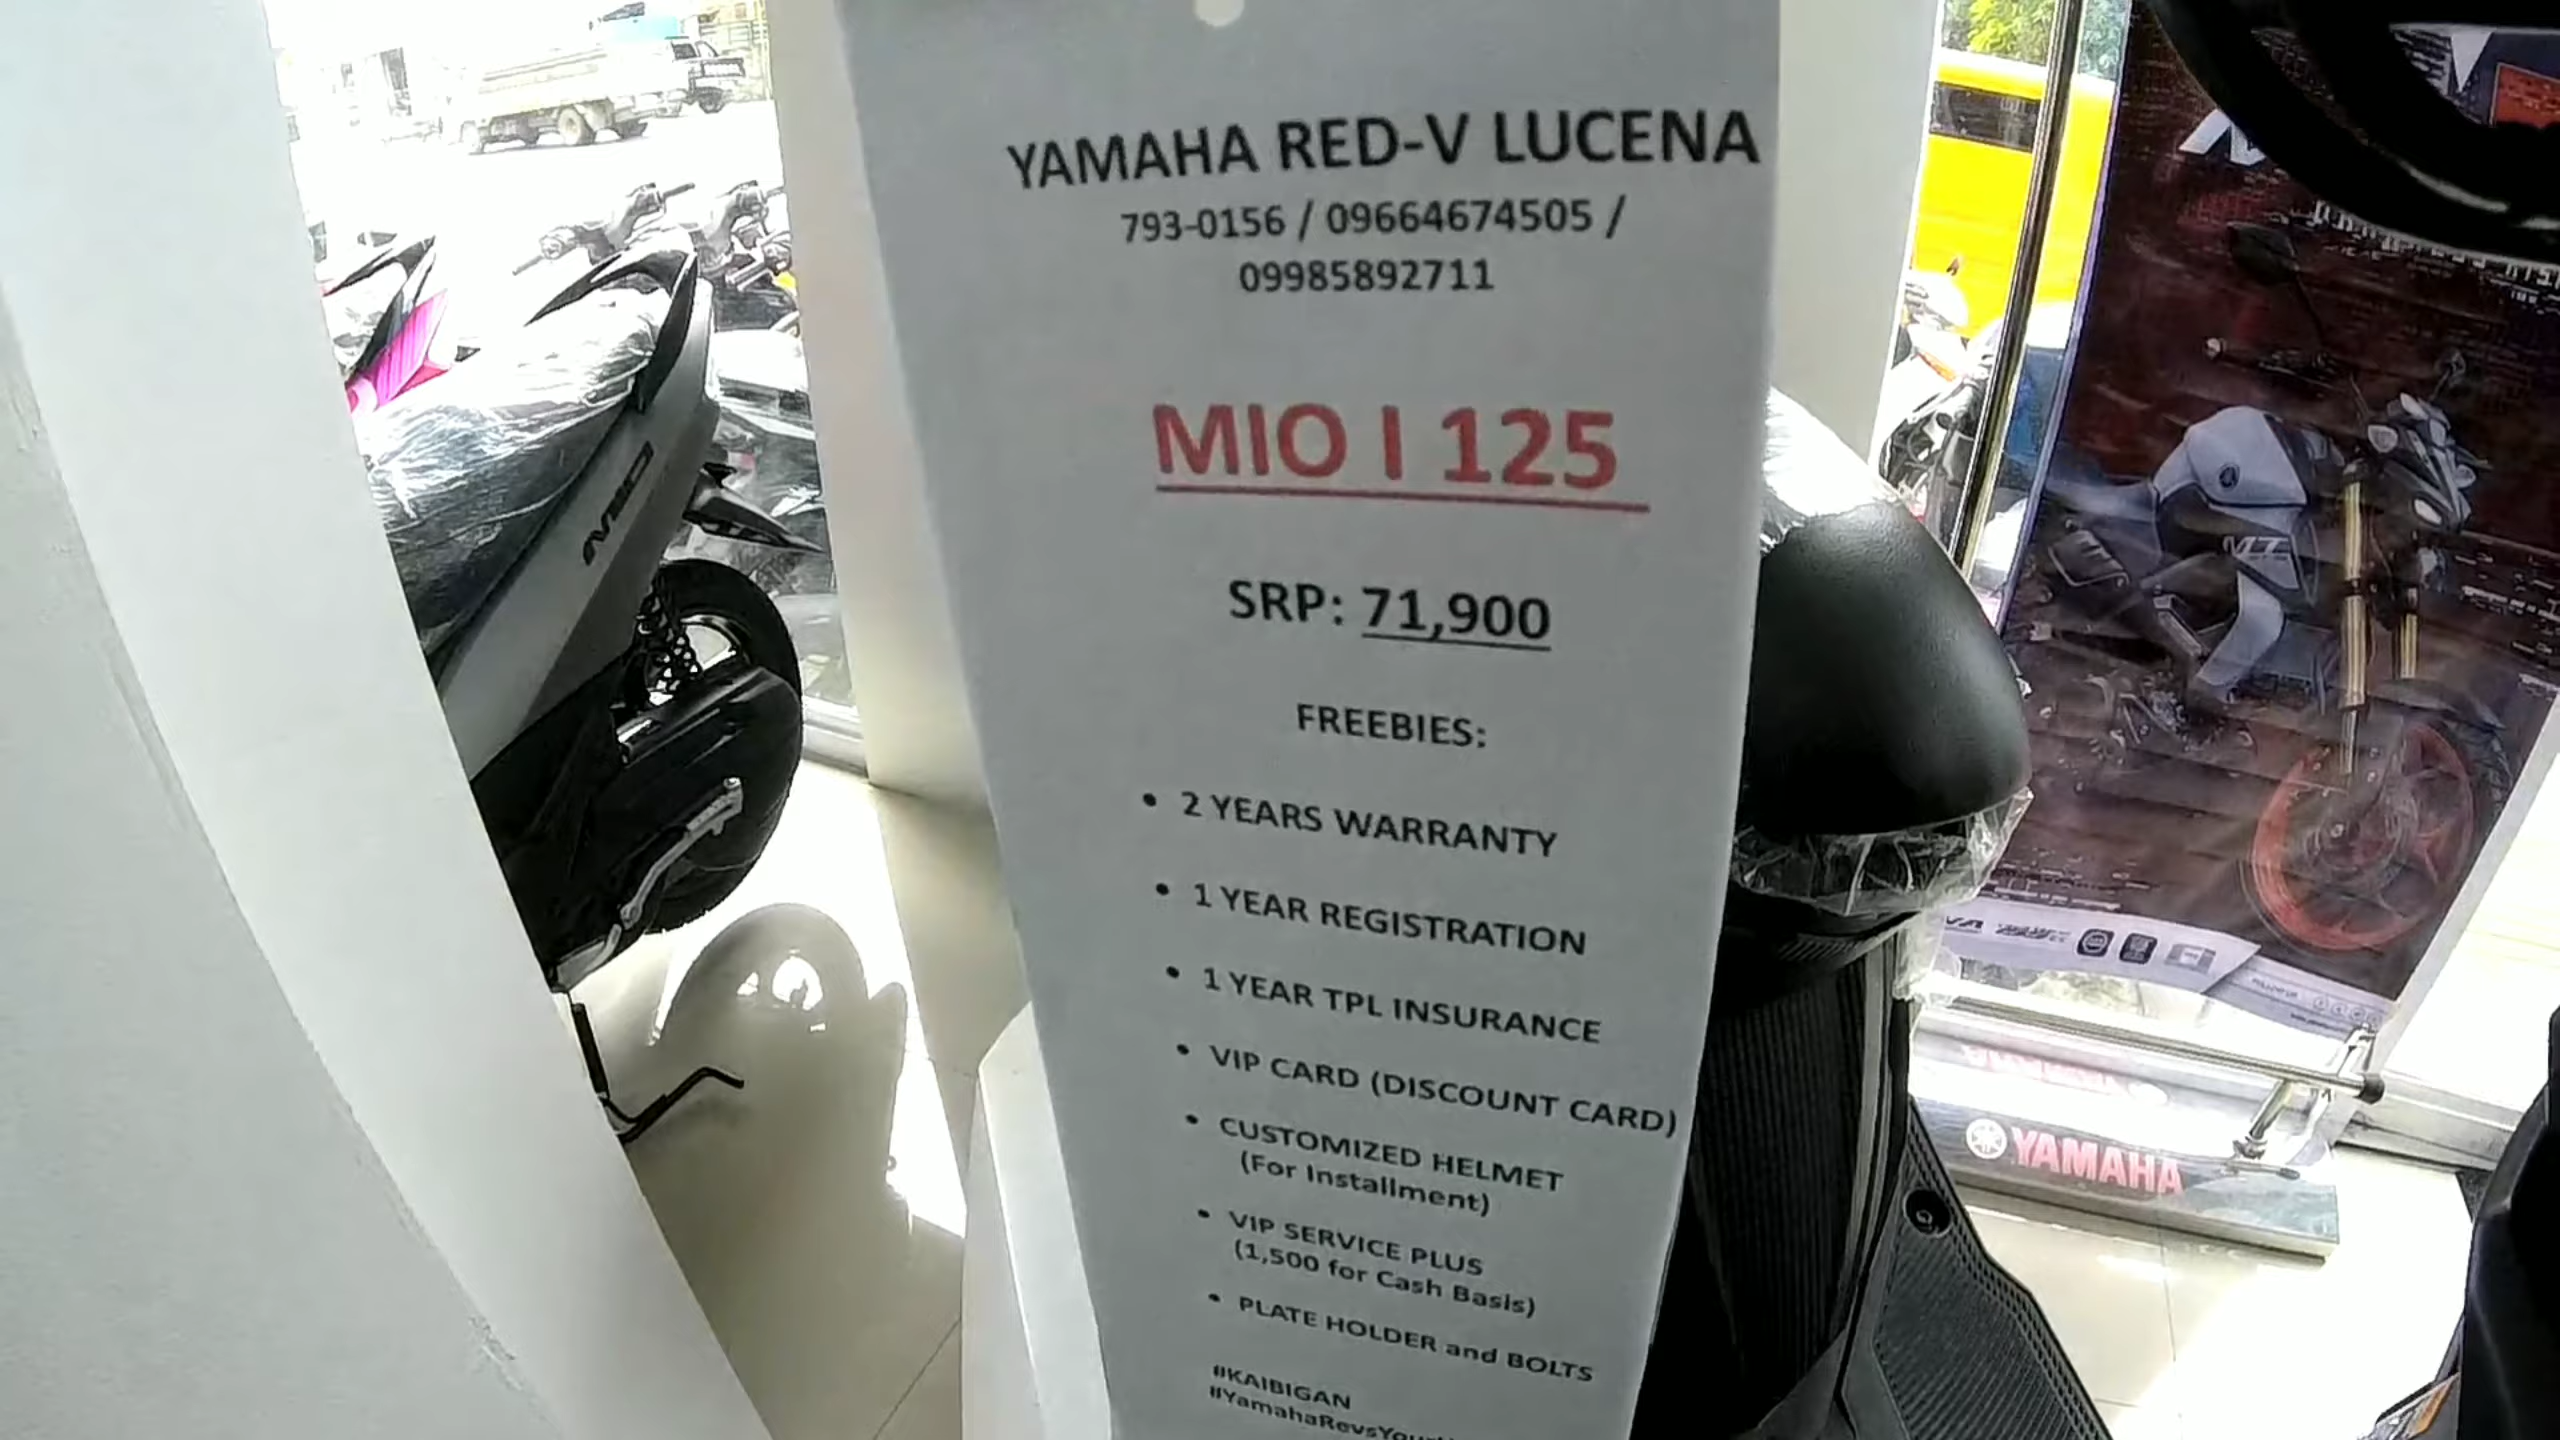 YAMAHA RED-V LUCENA
793-0156 / 09664674505 /
09985892711
MIO I 125
SRP: 71,900
FREEBIES:
• 2 YEARS WARRANTY
• 1 YEAR REGISTRATION
• 1 YEAR TPL INSURANCE
• VIP CARD (DISCOUNT CARD)
• CUSTOMIZED HELMET
(For Installment)
• VIP SERVICE PLUS
(1,500 for Cash Basis)
• PLATE HOLDER and BOLTS
#KAIBIGAN
MIO
MT
YAMAHA